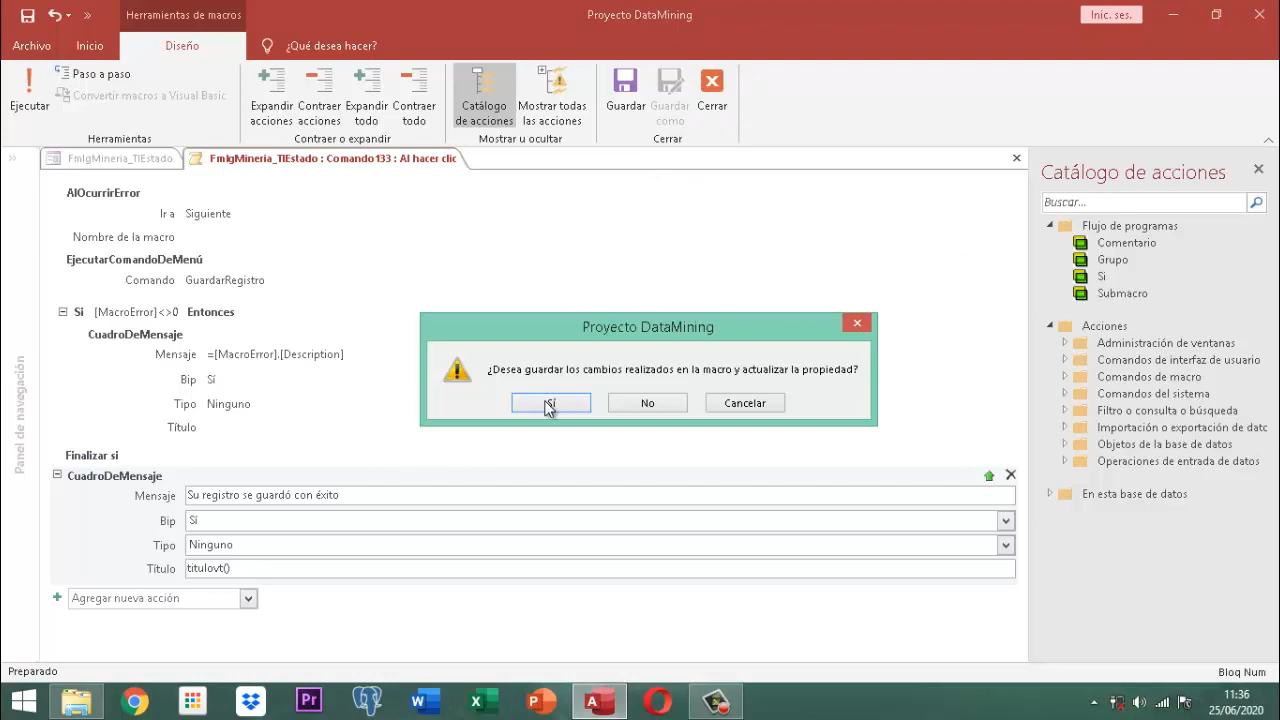 Herramientas de macros
Proyecto DataMining
Inic. ses.
Archivo
Inicio
Diseño
¿Qué desea hacer?
Ejecutar
Paso a paso
Convertir macros a Visual Basic
Herramientas
Expandir acciones
Contraer acciones
Expandir todo
Contraer todo
Contraer o expandir
Catálogo de acciones
Mostrar todas las acciones
Mostrar u ocultar
Guardar
Guardar como
Cerrar
Cerrar
FmIgMineria_TIEstado
FmIgMineria_TIEstado : Comando133 : Al hacer clic
Panel de navegación
AlOcurrirError
Ir a Siguiente
Nombre de la macro
EjecutarComandoDeMenú
Comando GuardarRegistro
Si [MacroError]<>0 Entonces
CuadroDeMensaje
Mensaje =[MacroError].[Description]
Bip Sí
Tipo Ninguno
Título
Finalizar si
CuadroDeMensaje
Mensaje Su registro se guardó con éxito
Bip Sí
Tipo Ninguno
Título titulovt()
Agregar nueva acción
Proyecto DataMining
¿Desea guardar los cambios realizados en la macro y actualizar la propiedad?
Sí
No
Cancelar
Catálogo de acciones
Buscar...
Flujo de programas
Comentario
Grupo
Si
Submacro
Acciones
Administración de ventanas
Comandos de interfaz de usuario
Comandos de macro
Comandos del sistema
Filtro o consulta o búsqueda
Importación o exportación de datc
Objetos de la base de datos
Operaciones de entrada de datos
En esta base de datos
Preparado
Bloq Num
Pr
11:36
25/06/2020